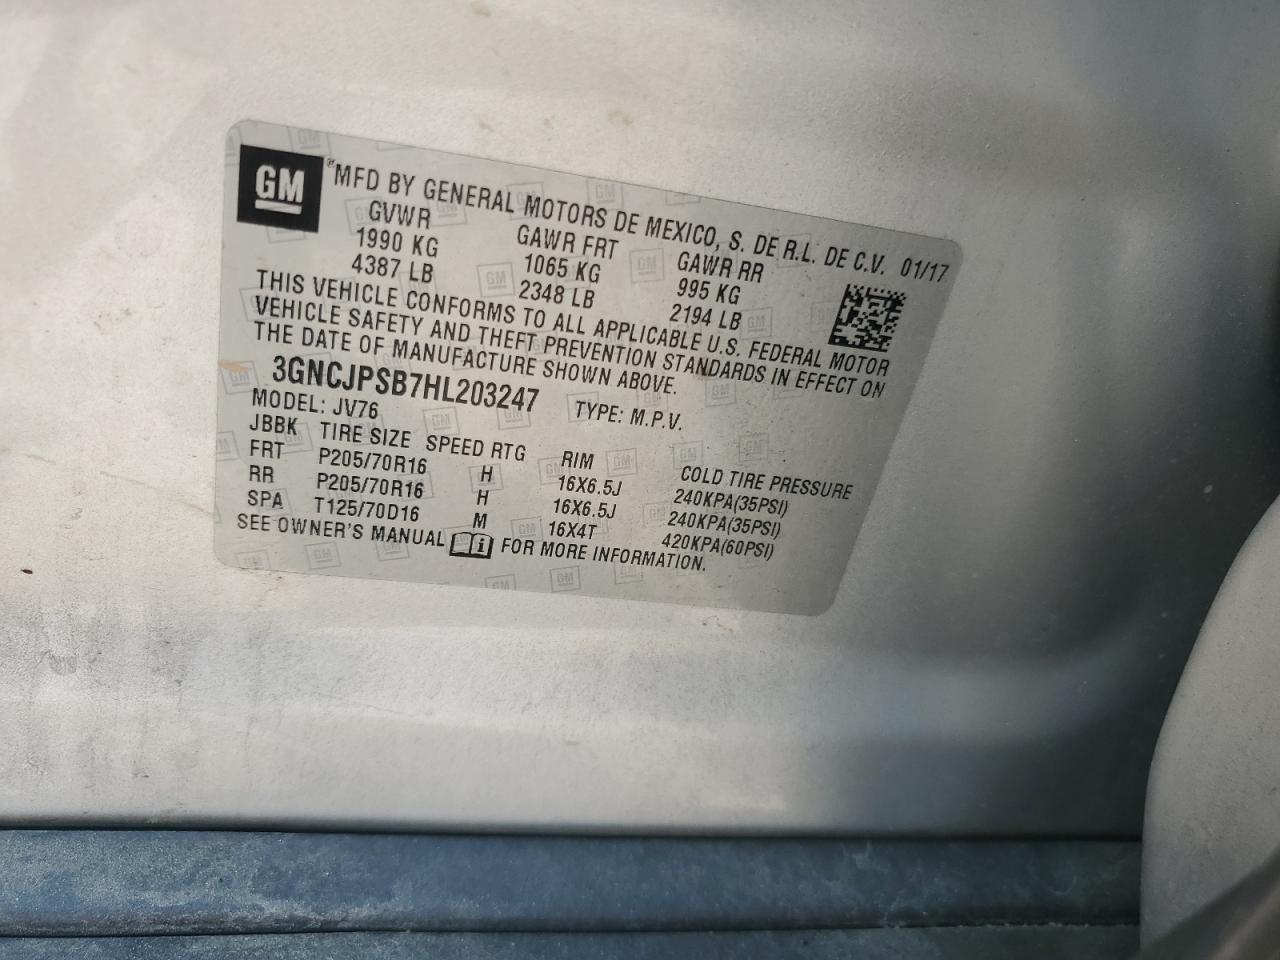 GM ® MFD BY GENERAL MOTORS DE MEXICO, S. DE R.L. DE C.V. 01/17
GVWR GAWR FRT GAWR RR
1990 KG 1065 KG 995 KG
4387 LB 2348 LB 2194 LB
THIS VEHICLE CONFORMS TO ALL APPLICABLE U.S. FEDERAL MOTOR
VEHICLE SAFETY AND THEFT PREVENTION STANDARDS IN EFFECT ON
THE DATE OF MANUFACTURE SHOWN ABOVE.
3GNCJPSB7HL203247 TYPE: M.P.V.
MODEL: JV76
JBBK TIRE SIZE SPEED RTG RIM COLD TIRE PRESSURE
FRT P205/70R16 H 16X6.5J 240KPA(35PSI)
RR P205/70R16 H 16X6.5J 240KPA(35PSI)
SPA T125/70D16 M 16X4T 420KPA(60PSI)
SEE OWNER'S MANUAL i FOR MORE INFORMATION.